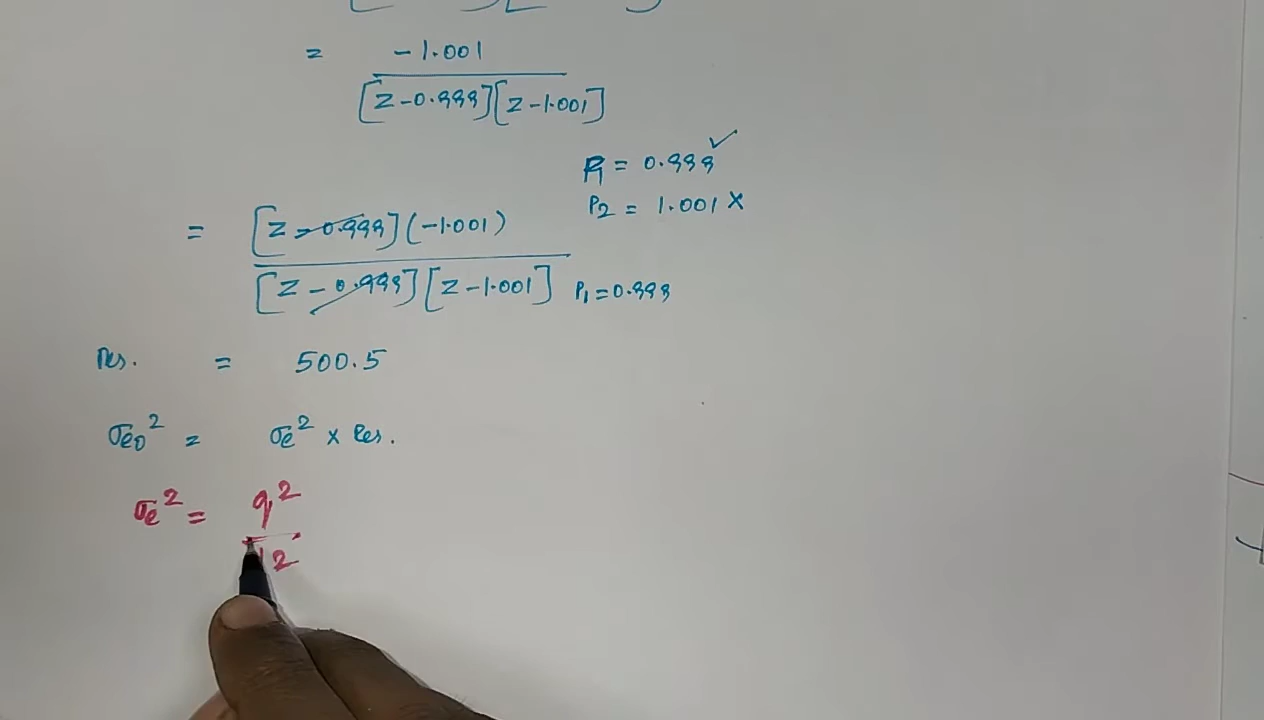 = -1.001
[Z-0.999][Z-1.001]
P1 = 0.999 ✓
P2 = 1.001 ×
= [Z-0.999](-1.001)
[Z-0.999][Z-1.001] P1=0.999
Res. = 500.5
σeo² = σe² × Res.
σe² = q²
12